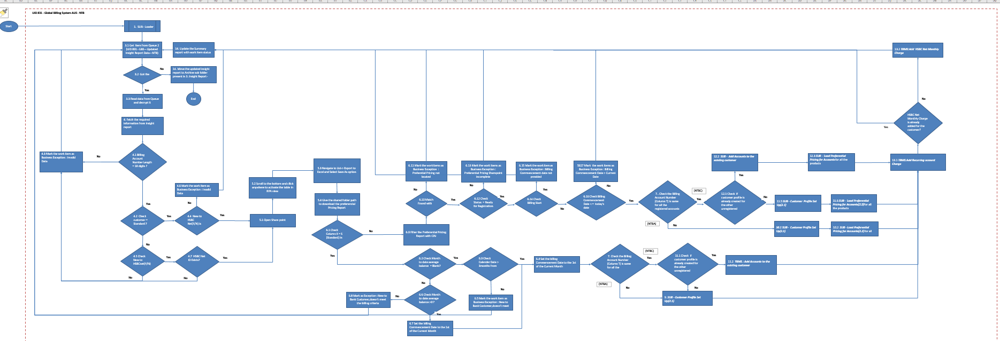 UID 831 - Global Billing System AUS - NTB
Start
1. SUB - Loader
3.1 Get Item from Queue 2
(UID 831 - GBS – Updated
Insight Report Data – NTB)
18. Update the Summary
report with work item status
13.2 TBMS:Add HSBC Net Monthly
Charge
No
3.2 Got the
14. Move the updated insight
report to Archive sub folder
present in 3. Insight Report -
Yes
3.3 Read data from Queue
and decrypt it
End
No
4. Fetch the required
information from Insight
report
HSBC Net
Monthly Charge
is already
added for the
customer?
Yes
4.3 Mark the work item as
Business Exception : Invalid
Data
No
4.1 Billing
Account
Number Length
= 18 digits ?
5.3 Navigate to List-> Export to
Excel and Select Save As option
6.11 Mark the work items as
Business Exception :
Preferential Pricing not
located
6.13 Mark the work items as
Business Exception :
Preferential Pricing Sharepoint
incomplete
6.15 Mark the work items as
Business Exception : Billing
Commencement date not
provided
Mark the work items as
Business Exception : Billing
Commencement Date > Current
Date
12.2 SUB - Add Accounts to the
existing customer
12.3 SUB - Load Preferential
Pricing for Accounts for all the
products
13.1 TBMS:Add Recurring account
Charge
Yes
5.2 Scroll to the bottom and click
anywhere to activate the table in
RPA view
4.6 Mark the work item as
Business Exception : Invalid
Data
No
No
No
Yes
No
(NTBC)
5.4 Give the shared folder path
to download the preferential
Pricing Report
6.10 Match
Found with
Yes
6.12 Check
Status = Ready
for Registration
Yes
6.14 Check
Billing Start
No
6.16 Check Billing
Commencement
Date <= today's
date
Yes
7. Check the Billing
Account Number
(Column T) is same
for all the
registered accounts
Yes
12.1 Check if
customer profile is
already created for
the other
unregistered
No
11.5 SUB - Customer Profile Set
Up(2.1)
11.6 SUB - Load Preferential
Pricing for Accounts(2.2) for all
the products
Yes
4.2 Check
customer =
Standard ?
Yes
4.4 New to
HSBC
Net(Y/N) is
Yes
5.1 Open Share point
(NTBA)
No
10.1 SUB - Customer Profile Set
Up(2.1)
10.2 SUB - Load Preferential
Pricing for Accounts(2.2) for all
6.1 Check
Column X = S
(Standard) in
No
6.9 Filter the Preferential Pricing
Report with CIN
No
4.5 Check
New to
HSBCnet(Y/N)
Yes
4.7 HSBC Net
ID Exists?
Yes
Yes
6.2 Check Month
to date average
balance = Blank?
Yes
6.3 Check
Calender Date >
3months from
Yes
6.4 Set the billing
Commencement Date to the 1st
of the Current Month
7. Check the Billing
Account Number
(Column T) is same
for all the
(NTBC)
Yes
11.1 Check if
customer profile is
already created for
the other
unregistered
Yes
11.2 TBMS : Add Accounts to the
existing customer
No
No
No
(NTBA)
No
No
No
6.8 Mark as Exception : New to
Bank Customer,doesn't meet
the billing criteria
No
6.6 Check Month
to date average
balance >0 ?
6.5 Mark the work item as
Business Exception : New to
Bank Customer,doesn't meet
9. SUB - Customer Profile Set
Up(2.1)
Yes
6.7 Set the billing
Commencement Date to the 1st
of the Current Month